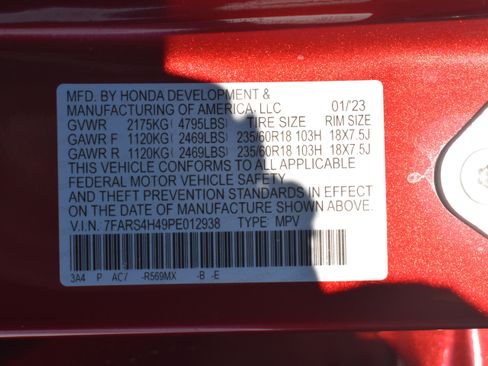 MFD. BY HONDA DEVELOPMENT &
MANUFACTURING OF AMERICA, LLC 01/'23
GVWR 2175KG( 4795LBS) TIRE SIZE RIM SIZE
GAWR F 1120KG( 2469LBS) 235/60R18 103H 18X7.5J
GAWR R 1120KG( 2469LBS) 235/60R18 103H 18X7.5J
THIS VEHICLE CONFORMS TO ALL APPLICABLE
FEDERAL MOTOR VEHICLE SAFETY
AND THEFT PREVENTION STANDARDS IN EFFECT
ON THE DATE OF MANUFACTURE SHOWN ABOVE.
V.I.N. 7FARS4H49PE012938 TYPE: MPV
3A4 P AC7 -R569MX -B -E